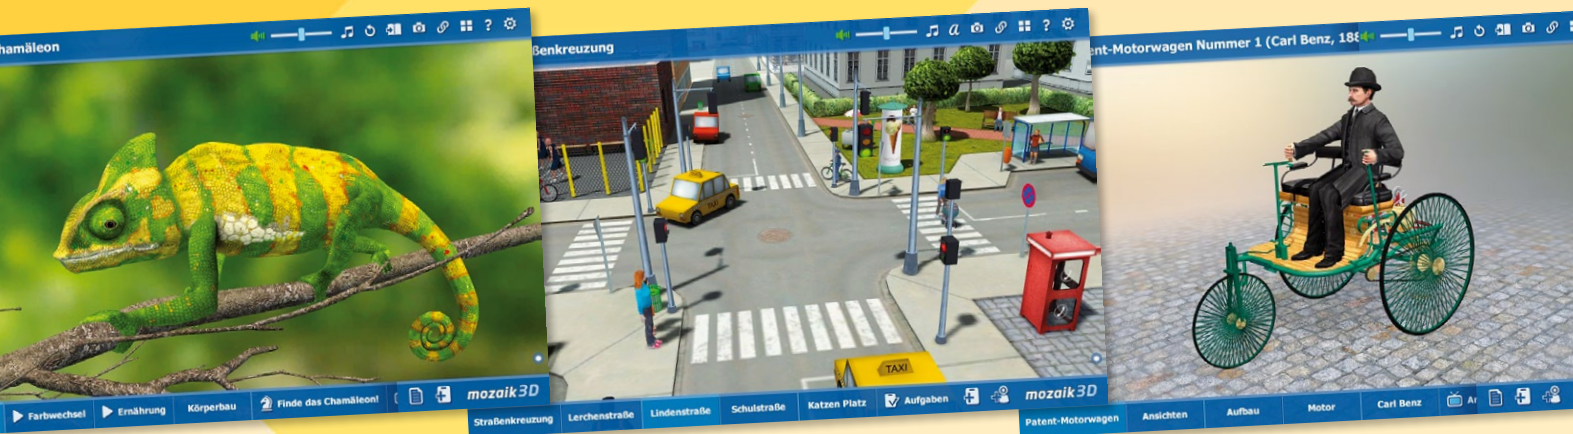 hamäleon
Farbwechsel
Ernährung
Körperbau
Finde das Chamäleon!
mozaik3D
ßenkreuzung
TAXI
TAXI
Straßenkreuzung
Lerchenstraße
Lindenstraße
Schulstraße
Katzen Platz
Aufgaben
mozaik3D
ent-Motorwagen Nummer 1 (Carl Benz, 188
Patent-Motorwagen
Ansichten
Aufbau
Motor
Carl Benz